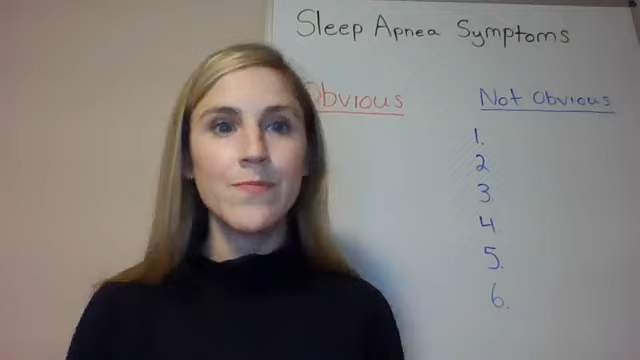 Sleep Apnea Symptoms
Obvious
Not Obvious
1.
2
3.
4.
5.
6.